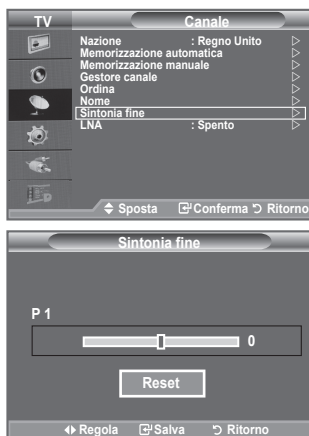 TV Canale
Nazione : Regno Unito
Memorizzazione automatica
Memorizzazione manuale
Gestore canale
Ordina
Nome
Sintonia fine
LNA : Spento
Sposta Conferma Ritorno
Sintonia fine
P 1
0
Reset
Regola Salva Ritorno